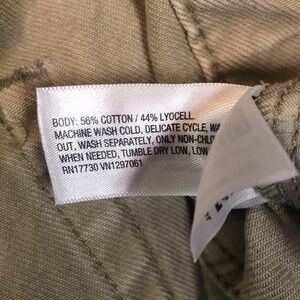 BODY: 56% COTTON / 44% LYOCELL.
MACHINE WASH COLD, DELICATE CYCLE,
OUT, WASH SEPARATELY, ONLY
WHEN NEEDED, TUMBLE DRY LOW, LOW
RN17730 VN1297061